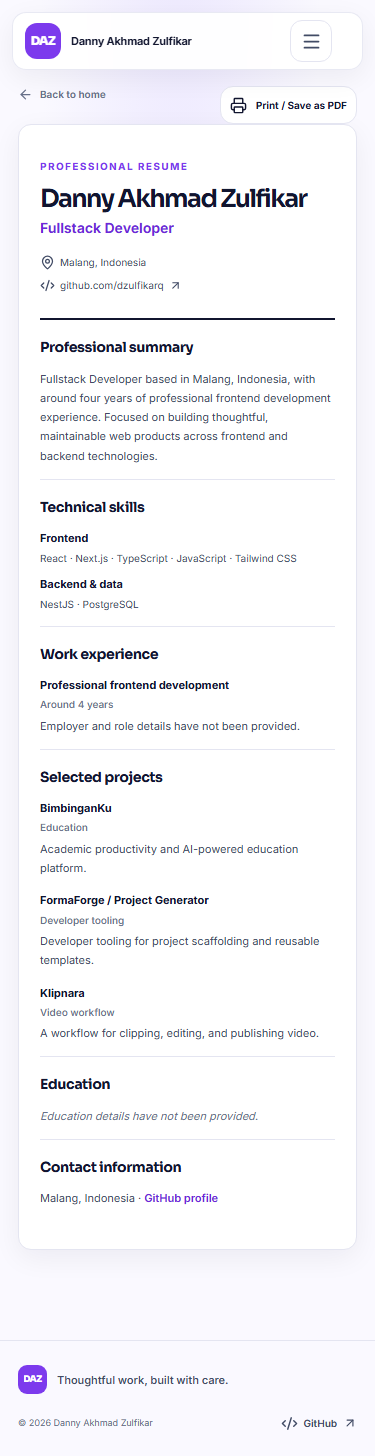 DAZ Danny Akhmad Zulfikar
Back to home
Print / Save as PDF
PROFESSIONAL RESUME
Danny Akhmad Zulfikar
Fullstack Developer
Malang, Indonesia
github.com/dzulfikarq
Professional summary
Fullstack Developer based in Malang, Indonesia, with
around four years of professional frontend development
experience. Focused on building thoughtful,
maintainable web products across frontend and
backend technologies.
Technical skills
Frontend
React · Next.js · TypeScript · JavaScript · Tailwind CSS
Backend & data
NestJS · PostgreSQL
Work experience
Professional frontend development
Around 4 years
Employer and role details have not been provided.
Selected projects
BimbinganKu
Education
Academic productivity and AI-powered education
platform.
FormaForge / Project Generator
Developer tooling
Developer tooling for project scaffolding and reusable
templates.
Klipnara
Video workflow
A workflow for clipping, editing, and publishing video.
Education
Education details have not been provided.
Contact information
Malang, Indonesia · GitHub profile
DAZ Thoughtful work, built with care.
© 2026 Danny Akhmad Zulfikar
GitHub